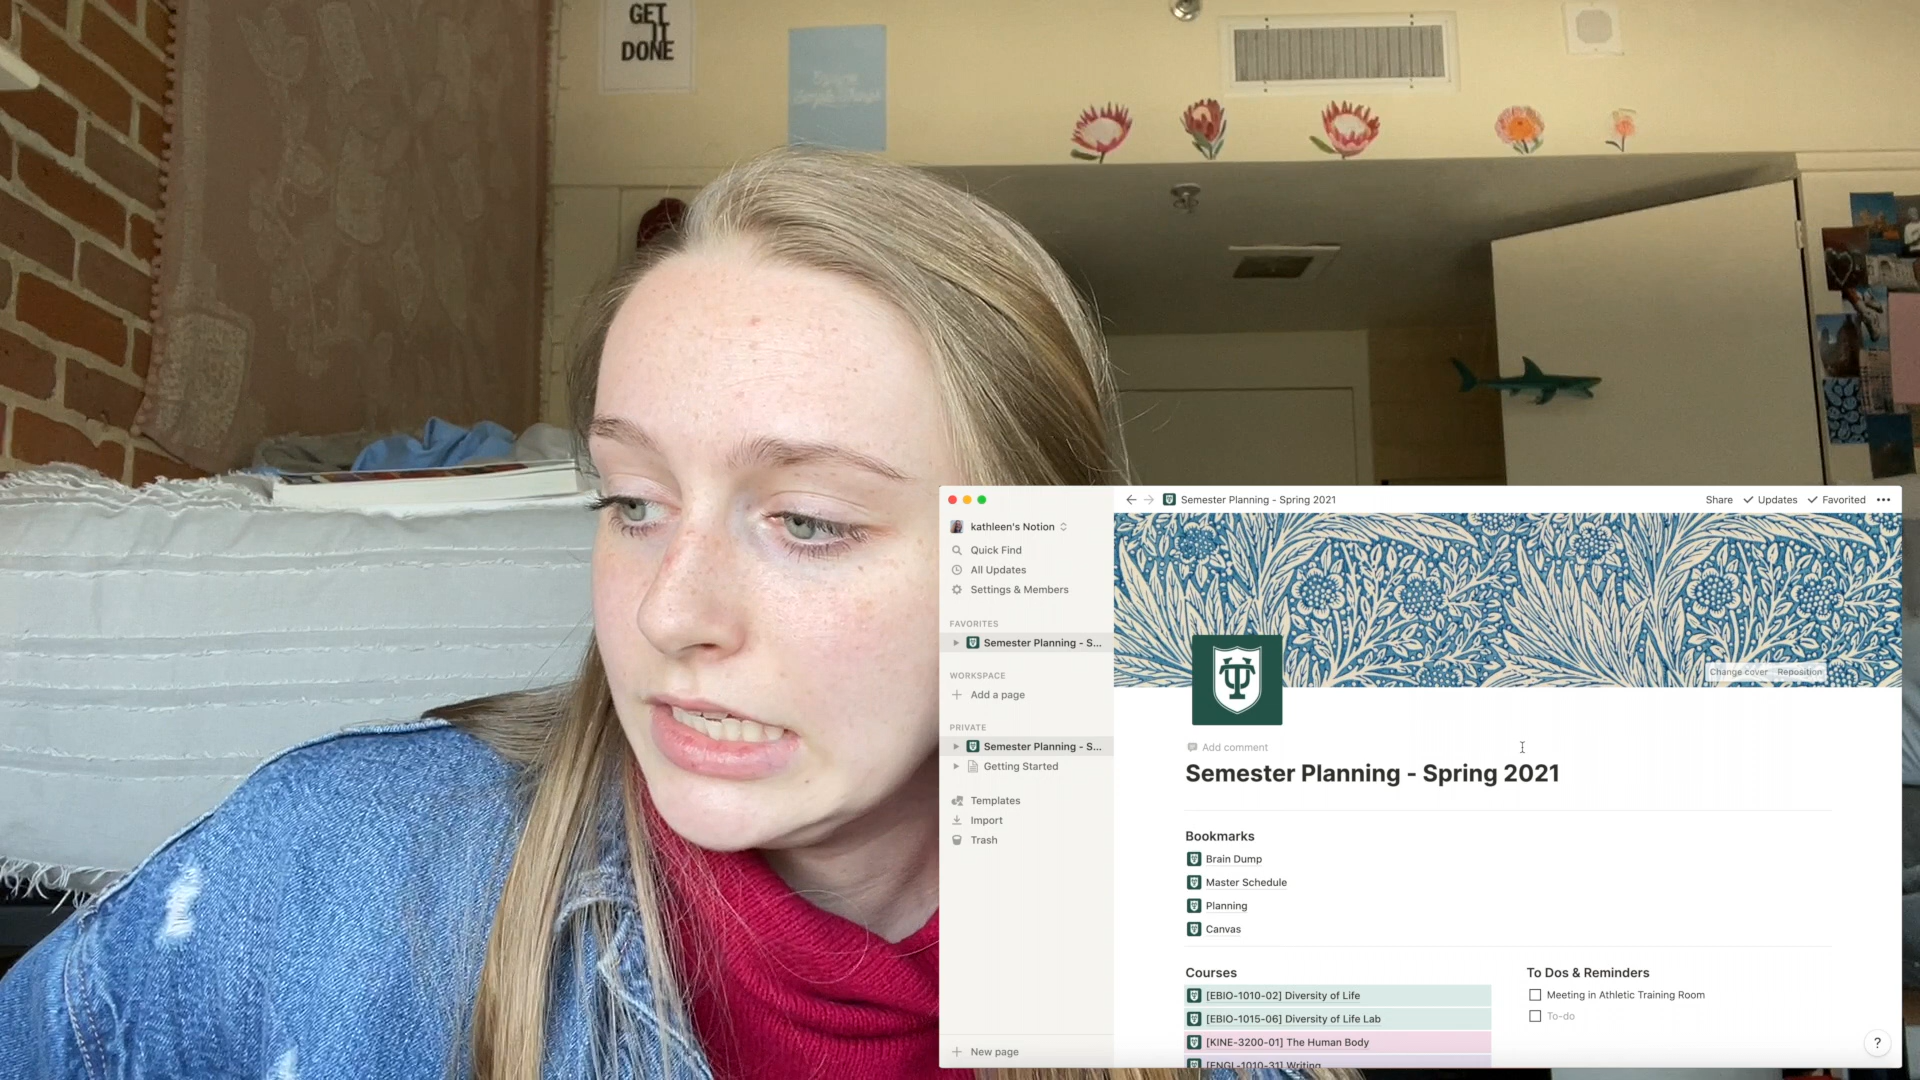 GET
IT
DONE
Semester Planning - Spring 2021
Share
Updates
Favorited
kathleen's Notion
Quick Find
All Updates
Settings & Members
FAVORITES
Semester Planning - S...
WORKSPACE
Add a page
PRIVATE
Semester Planning - S...
Getting Started
Templates
Import
Trash
New page
Change cover
Reposition
Add comment
Semester Planning - Spring 2021
Bookmarks
Brain Dump
Master Schedule
Planning
Canvas
Courses
[EBIO-1010-02] Diversity of Life
[EBIO-1015-06] Diversity of Life Lab
[KINE-3200-01] The Human Body
[ENGL-1010-31] Writing
To Dos & Reminders
Meeting in Athletic Training Room
To-do
?